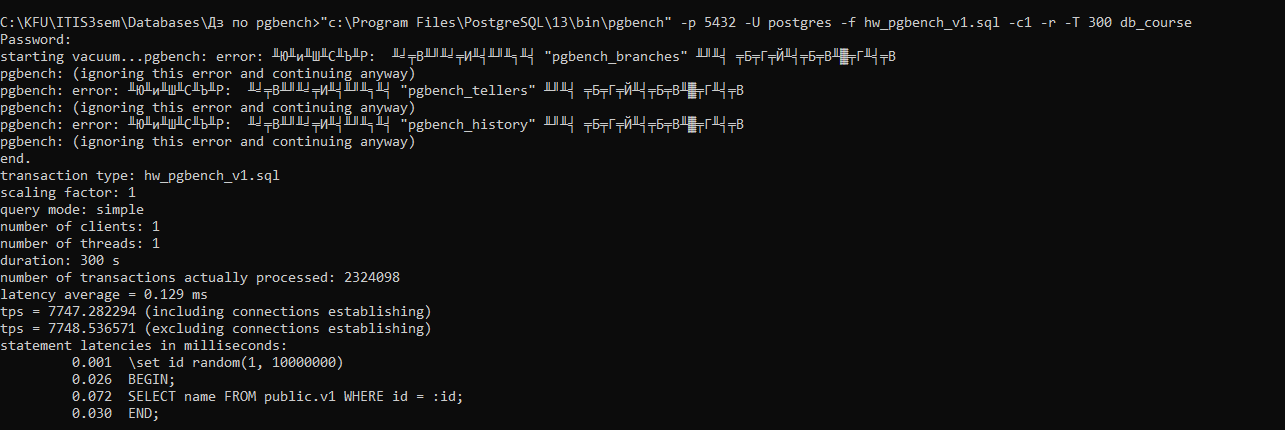 C:\KFU\ITIS3sem\Databases\Дз по pgbench>"c:\Program Files\PostgreSQL\13\bin\pgbench" -p 5432 -U postgres -f hw_pgbench_v1.sql -c1 -r -T 300 db_course
Password:
starting vacuum...pgbench: error: ╨Ю╨и╨Ш╨С╨Ъ╨Р:  ╨╛╤В╨╜╨╛╤И╨╡╨╜╨╕╨╡ "pgbench_branches" ╨╜╨╡ ╤Б╤Г╤Й╨╡╤Б╤В╨▓╤Г╨╡╤В
pgbench: (ignoring this error and continuing anyway)
pgbench: error: ╨Ю╨и╨Ш╨С╨Ъ╨Р:  ╨╛╤В╨╜╨╛╤И╨╡╨╜╨╕╨╡ "pgbench_tellers" ╨╜╨╡ ╤Б╤Г╤Й╨╡╤Б╤В╨▓╤Г╨╡╤В
pgbench: (ignoring this error and continuing anyway)
pgbench: error: ╨Ю╨и╨Ш╨С╨Ъ╨Р:  ╨╛╤В╨╜╨╛╤И╨╡╨╜╨╕╨╡ "pgbench_history" ╨╜╨╡ ╤Б╤Г╤Й╨╡╤Б╤В╨▓╤Г╨╡╤В
pgbench: (ignoring this error and continuing anyway)
end.
transaction type: hw_pgbench_v1.sql
scaling factor: 1
query mode: simple
number of clients: 1
number of threads: 1
duration: 300 s
number of transactions actually processed: 2324098
latency average = 0.129 ms
tps = 7747.282294 (including connections establishing)
tps = 7748.536571 (excluding connections establishing)
statement latencies in milliseconds:
0.001  \set id random(1, 10000000)
0.026  BEGIN;
0.072  SELECT name FROM public.v1 WHERE id = :id;
0.030  END;